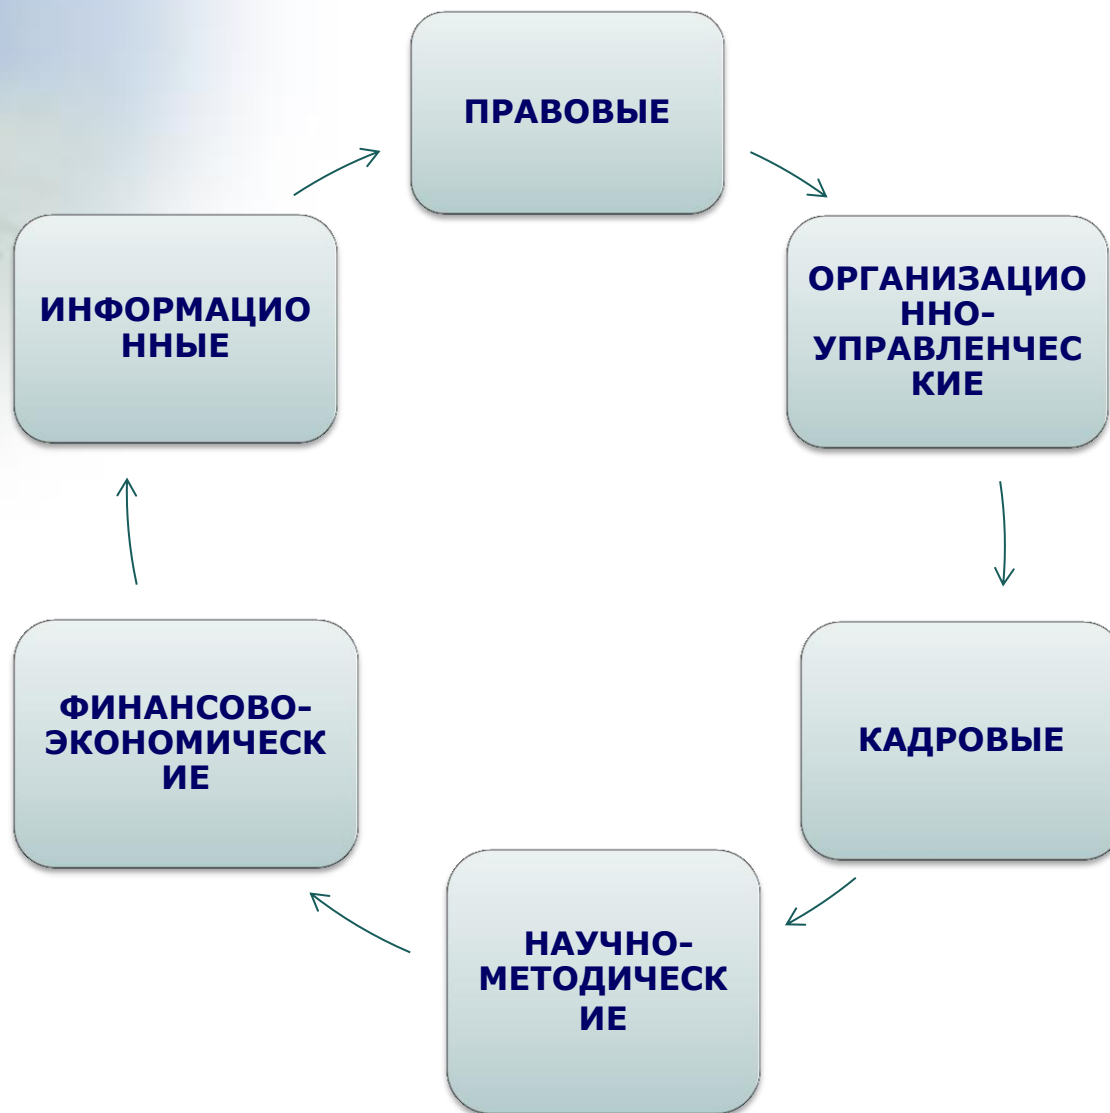 ПРАВОВЫЕ
ОРГАНИЗАЦИО
ННО-
УПРАВЛЕНЧЕС
КИЕ
КАДРОВЫЕ
НАУЧНО-
МЕТОДИЧЕСК
ИЕ
ФИНАНСОВО-
ЭКОНОМИЧЕСК
ИЕ
ИНФОРМАЦИО
ННЫЕ